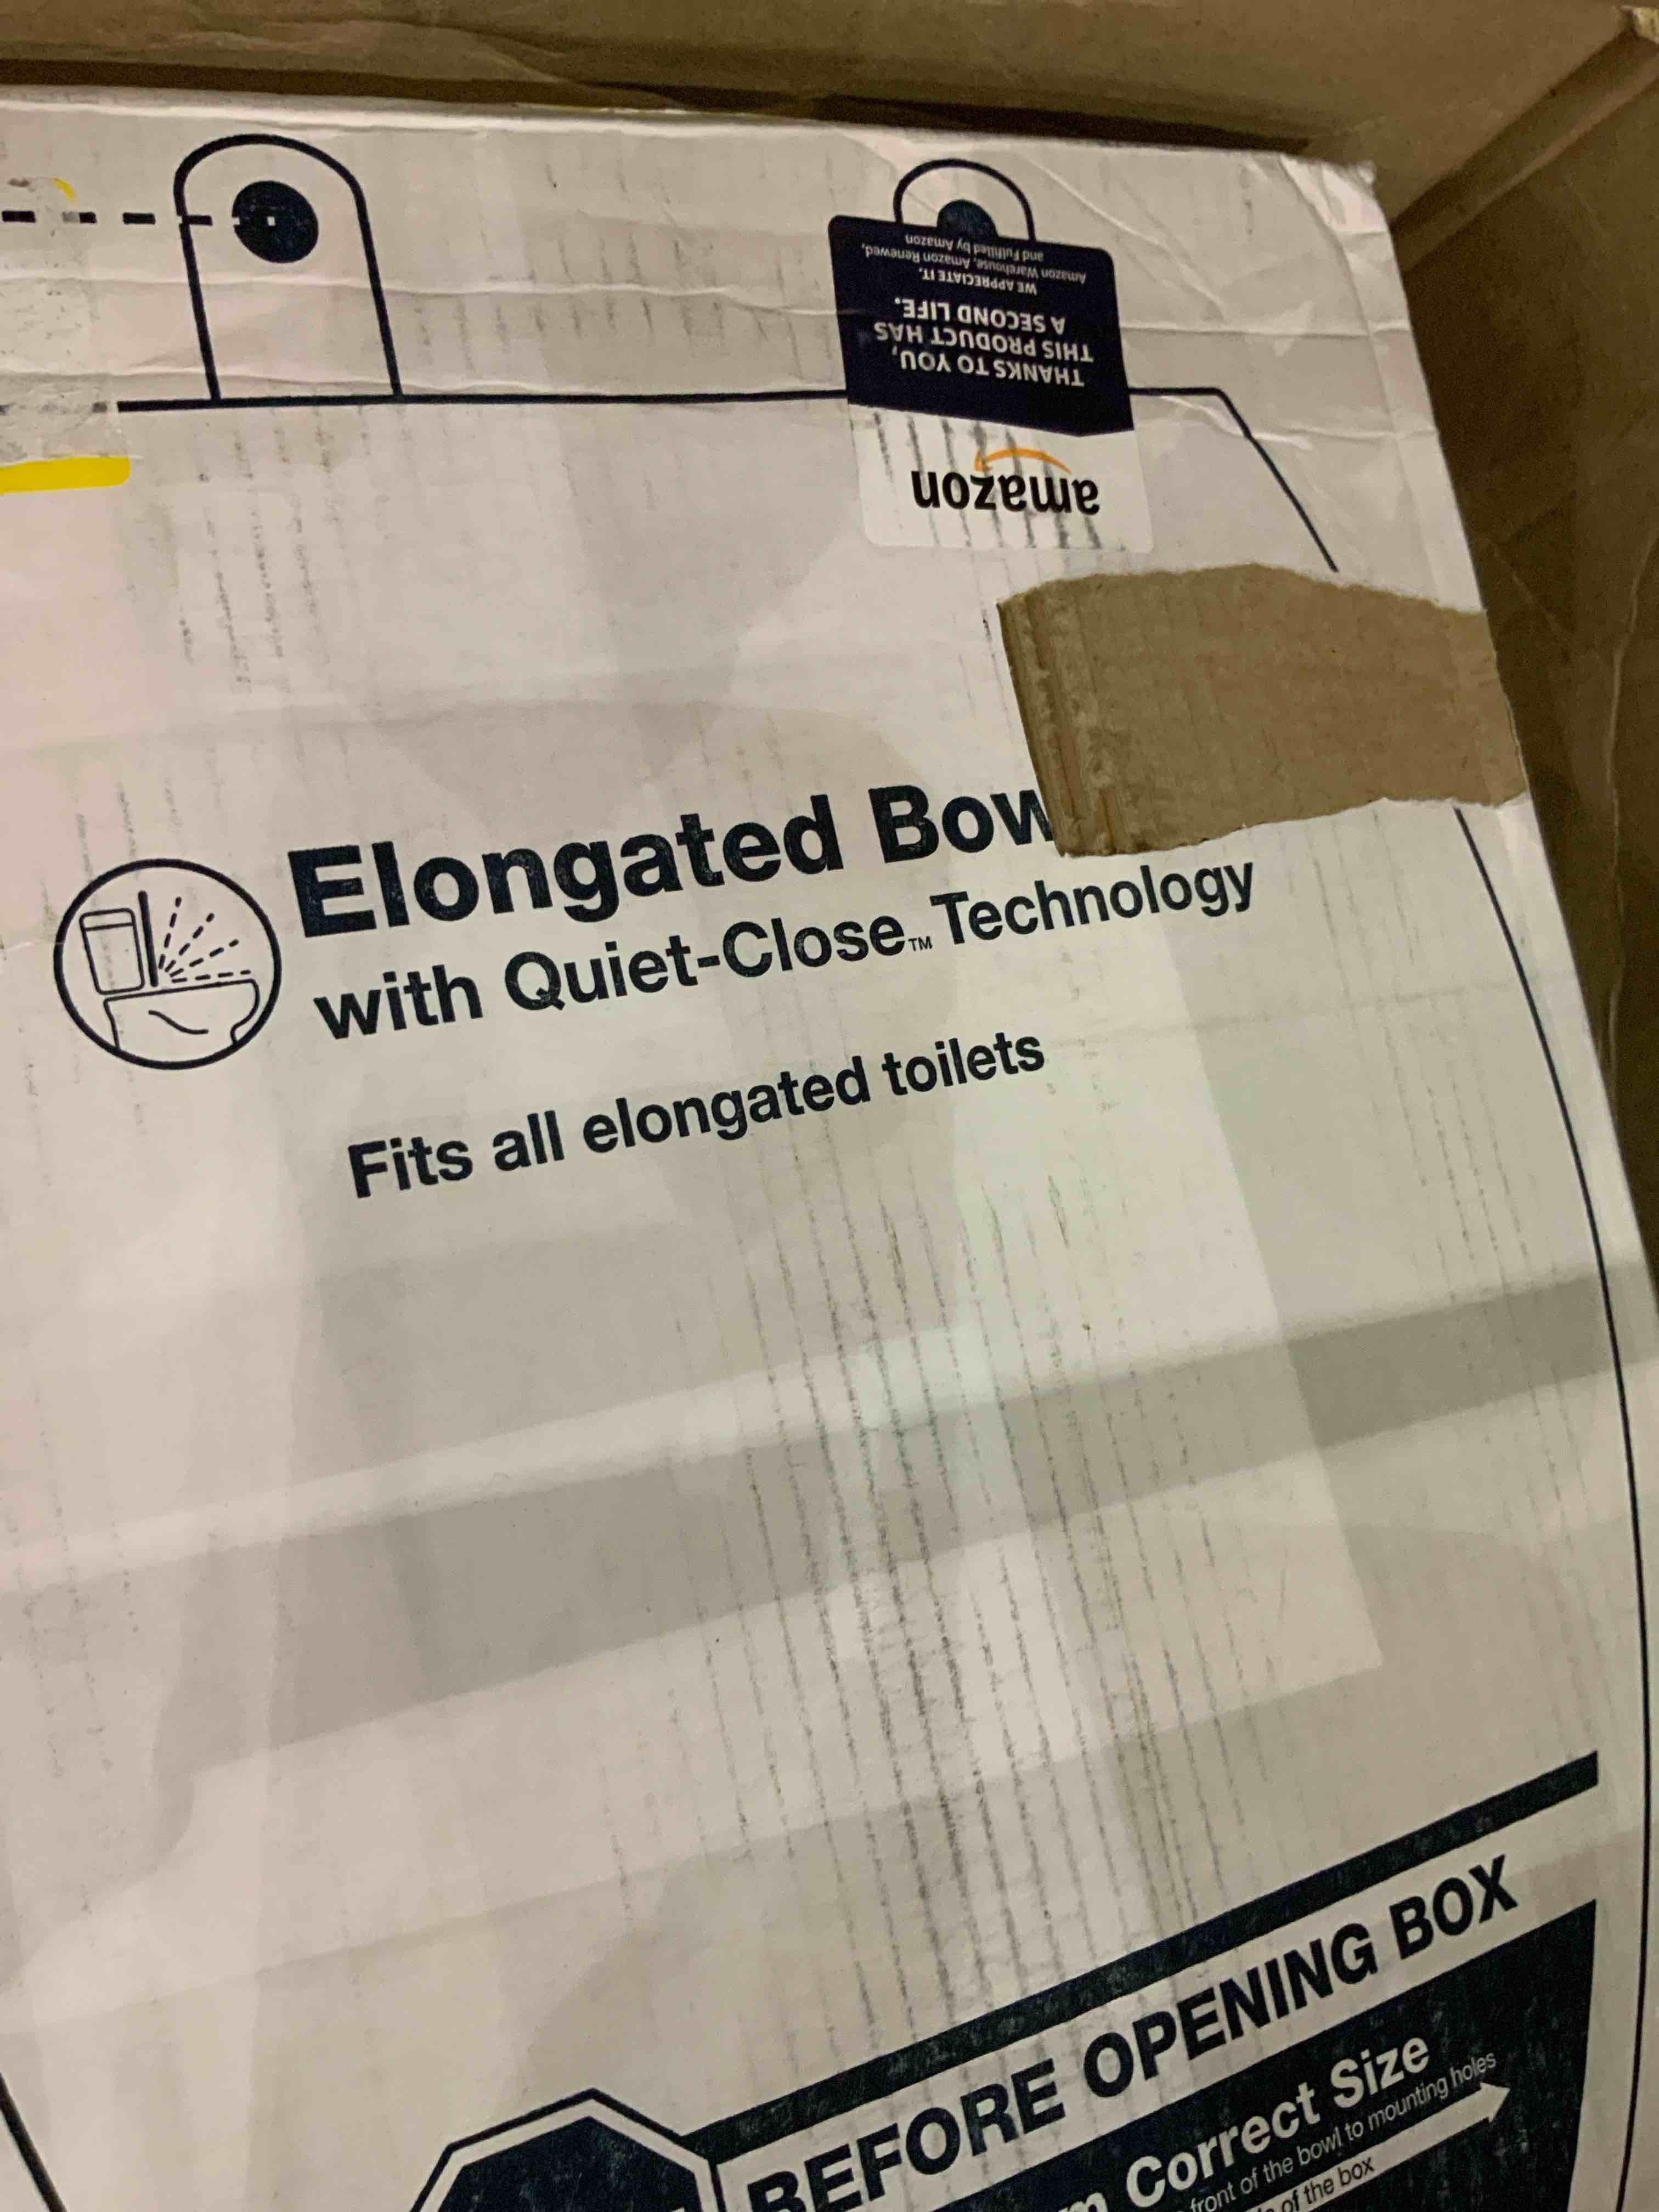 THANKS TO YOU,
THIS PRODUCT HAS
A SECOND LIFE.
WE APPRECIATE IT.
Amazon Warehouse, Amazon Renewed,
and Fulfilled by Amazon
amazon
Elongated Bow
with Quiet-Close™ Technology
Fits all elongated toilets
BEFORE OPENING BOX
Correct Size
front of the bowl to mounting holes
of the box